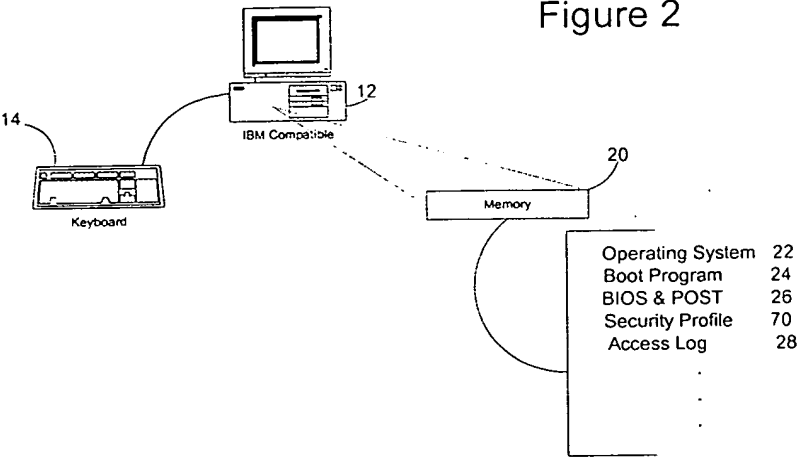 Figure 2
12
IBM Compatible
14
Keyboard
20
Memory
Operating System 22
Boot Program 24
BIOS & POST 26
Security Profile 70
Access Log 28